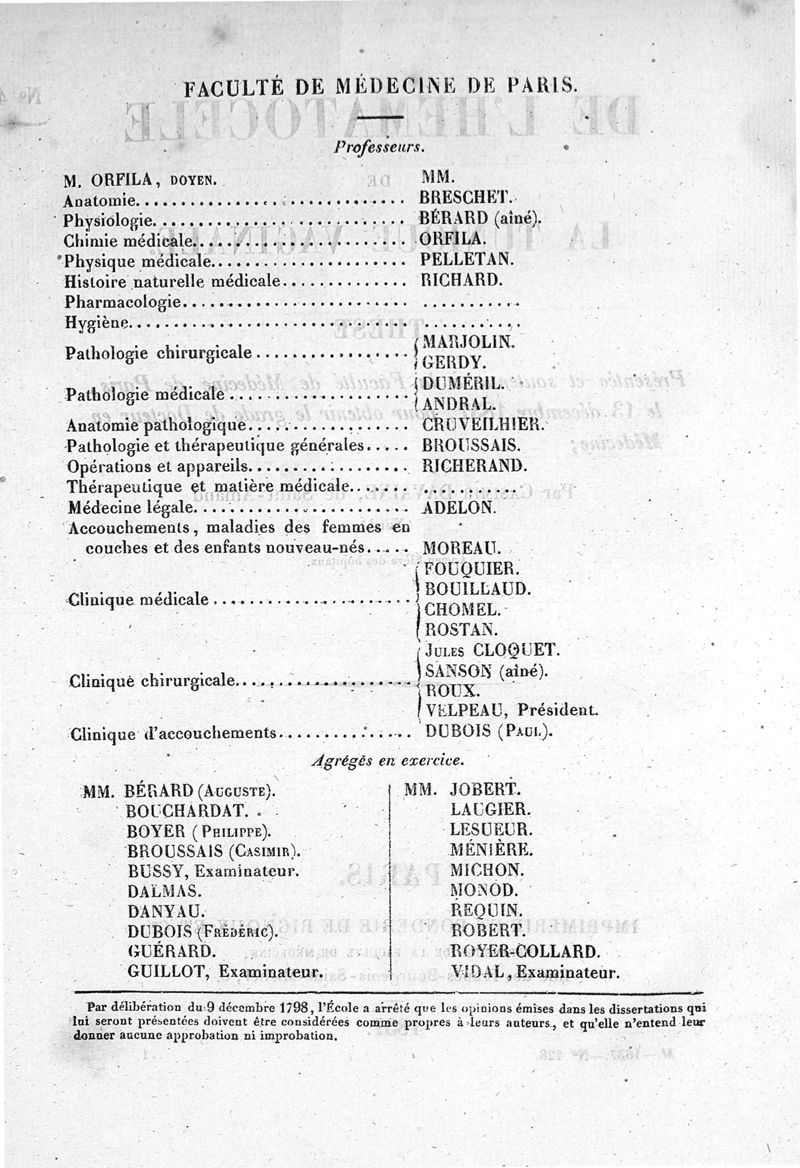 FACULTÉ DE MÉDECINE DE PARIS.
Professeurs.
M. ORFILA, DOYEN. MM.
Anatomie. BRESCHET.
Physiologie. BÉRARD (aîné).
Chimie médicale. ORFILA.
Physique médicale. PELLETAN.
Histoire naturelle médicale. RICHARD.
Pharmacologie. ............
Hygiène. ............
Pathologie chirurgicale { MARJOLIN.
GERDY.
Pathologie médicale { DUMÉRIL.
ANDRAL.
Anatomie pathologique. CRUVEILHIER.
Pathologie et thérapeutique générales. BROUSSAIS.
Opérations et appareils. RICHERAND.
Thérapeutique et matière médicale. ............
Médecine légale. ADELON.
Accouchements, maladies des femmes en
couches et des enfants nouveau-nés. MOREAU.
Clinique médicale { FOUQUIER.
BOUILLAUD.
CHOMEL.
ROSTAN.
Clinique chirurgicale. { JULES CLOQUET.
SANSON (aîné).
ROUX.
VELPEAU, Président.
Clinique d'accouchements. DUBOIS (PAUL).
Agrégés en exercice.
MM. BÉRARD (AUGUSTE). MM. JOBERT.
BOUCHARDAT. LAUGIER.
BOYER (PHILIPPE). LESUEUR.
BROUSSAIS (CASIMIR). MÉNIÈRE.
BUSSY, Examinateur. MICHON.
DALMAS. MONOD.
DANYAU. REQUIN.
DUBOIS (FRÉDÉRIC). ROBERT.
GUÉRARD. ROYER-COLLARD.
GUILLOT, Examinateur. VIDAL, Examinateur.
Par délibération du 9 décembre 1798, l'École a arrêté que les opinions émises dans les dissertations qui
lui seront présentées doivent être considérées comme propres à leurs auteurs, et qu'elle n'entend leur
donner aucune approbation ni improbation.